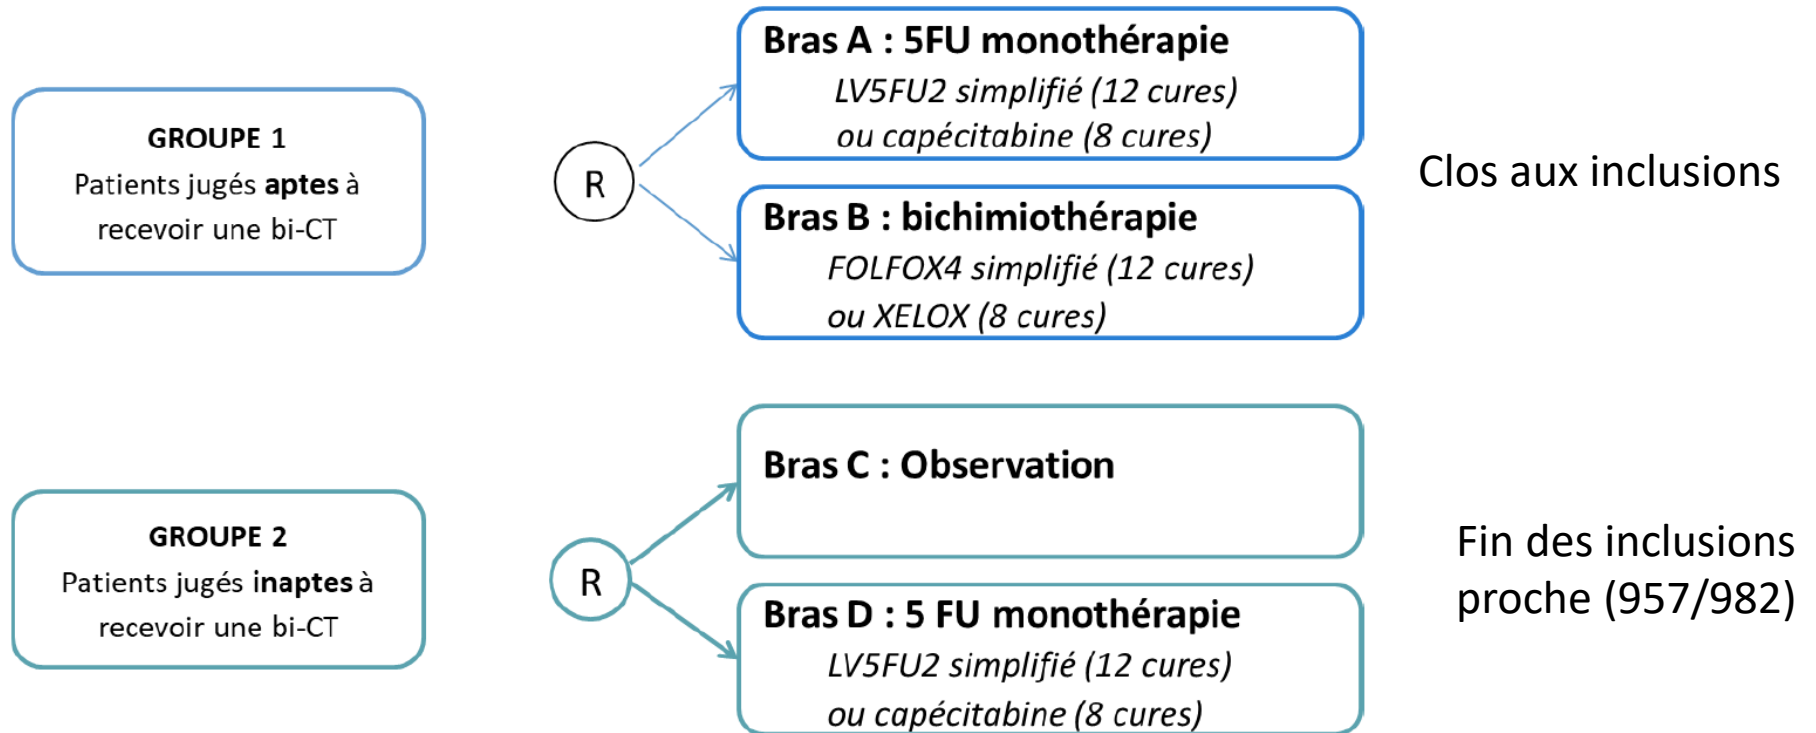 GROUPE 1
Patients jugés aptes à
recevoir une bi-CT
R
Bras A : 5FU monothérapie
LV5FU2 simplifié (12 cures)
ou capécitabine (8 cures)
Bras B : bichimiothérapie
FOLFOX4 simplifié (12 cures)
ou XELOX (8 cures)
Clos aux inclusions
GROUPE 2
Patients jugés inaptes à
recevoir une bi-CT
R
Bras C : Observation
Bras D : 5 FU monothérapie
LV5FU2 simplifié (12 cures)
ou capécitabine (8 cures)
Fin des inclusions
proche (957/982)